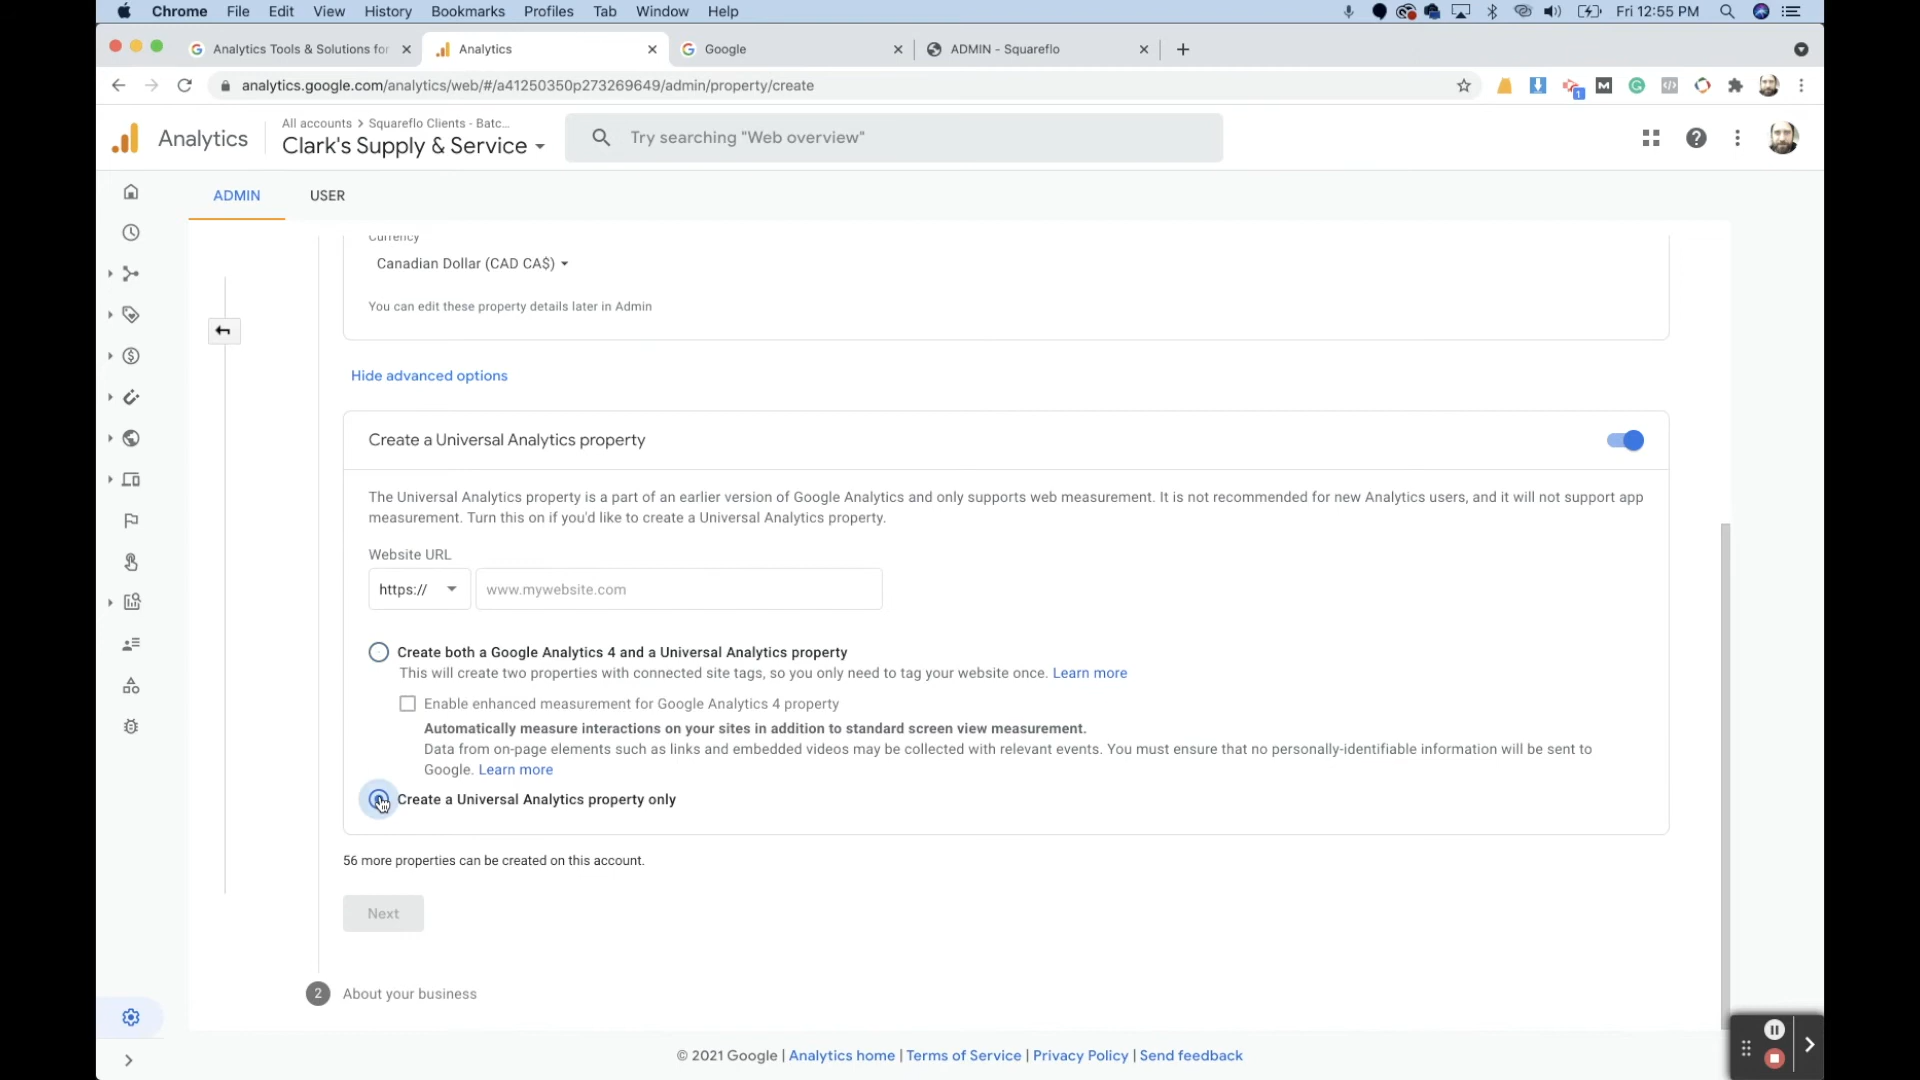 Chrome File Edit View History Bookmarks Profiles Tab Window Help Fri 12:55 PM
Analytics Tools & Solutions for Analytics Google ADMIN - Squareflo
analytics.google.com/analytics/web/#/a41250350p273269649/admin/property/create
1
Analytics
All accounts > Squareflo Clients - Batc...
Clark's Supply & Service
Try searching "Web overview"
ADMIN USER
Currency
Canadian Dollar (CAD CA$)
You can edit these property details later in Admin
Hide advanced options
Create a Universal Analytics property
The Universal Analytics property is a part of an earlier version of Google Analytics and only supports web measurement. It is not recommended for new Analytics users, and it will not support app
measurement. Turn this on if you'd like to create a Universal Analytics property.
Website URL
https:// www.mywebsite.com
Create both a Google Analytics 4 and a Universal Analytics property
This will create two properties with connected site tags, so you only need to tag your website once. Learn more
Enable enhanced measurement for Google Analytics 4 property
Automatically measure interactions on your sites in addition to standard screen view measurement.
Data from on-page elements such as links and embedded videos may be collected with relevant events. You must ensure that no personally-identifiable information will be sent to
Google. Learn more
Create a Universal Analytics property only
56 more properties can be created on this account.
Next
2 About your business
© 2021 Google | Analytics home | Terms of Service | Privacy Policy | Send feedback